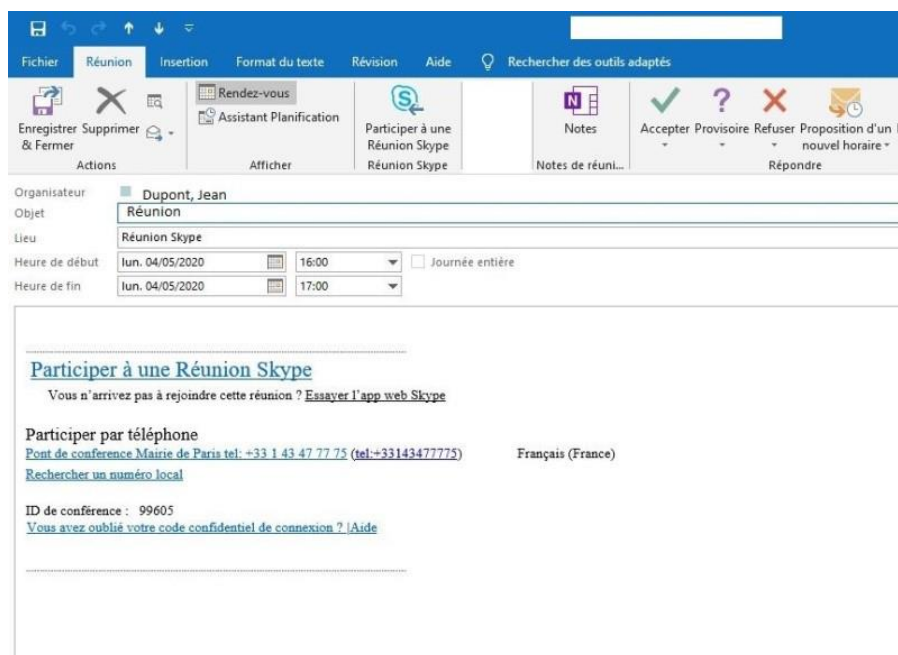 Fichier Réunion Insertion Format du texte Révision Aide Rechercher des outils adaptés
Enregistrer & Fermer
Supprimer
Actions
Rendez-vous
Assistant Planification
Afficher
Participer à une Réunion Skype
Réunion Skype
Notes
Notes de réuni...
Accepter Provisoire Refuser Proposition d'un nouvel horaire
Répondre
Organisateur Dupont, Jean
Objet Réunion
Lieu Réunion Skype
Heure de début lun. 04/05/2020 16:00 Journée entière
Heure de fin lun. 04/05/2020 17:00
Participer à une Réunion Skype
Vous n'arrivez pas à rejoindre cette réunion ? Essayer l'app web Skype
Participer par téléphone
Pont de conference Mairie de Paris tel: +33 1 43 47 77 75 (tel:+33143477775) Français (France)
Rechercher un numéro local
ID de conférence : 99605
Vous avez oublié votre code confidentiel de connexion ? |Aide